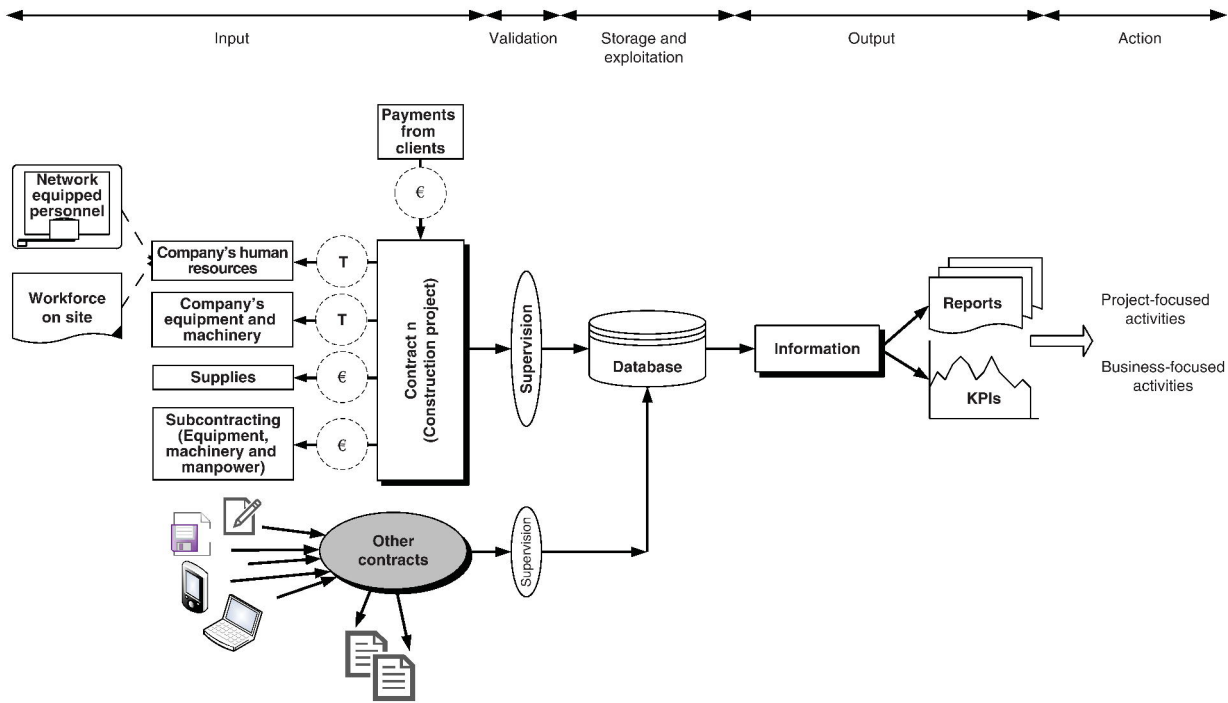 Input
Validation
Storage and
exploitation
Output
Action
Payments
from
clients
€
Network
equipped
personnel
Workforce
on site
Company's human
resources
T
Company's
equipment and
machinery
T
Supplies
€
Subcontracting
(Equipment,
machinery and
manpower)
€
Contract n
(Construction project)
Supervision
Database
Information
Reports
KPIs
Project-focused
activities
Business-focused
activities
Other
contracts
Supervision